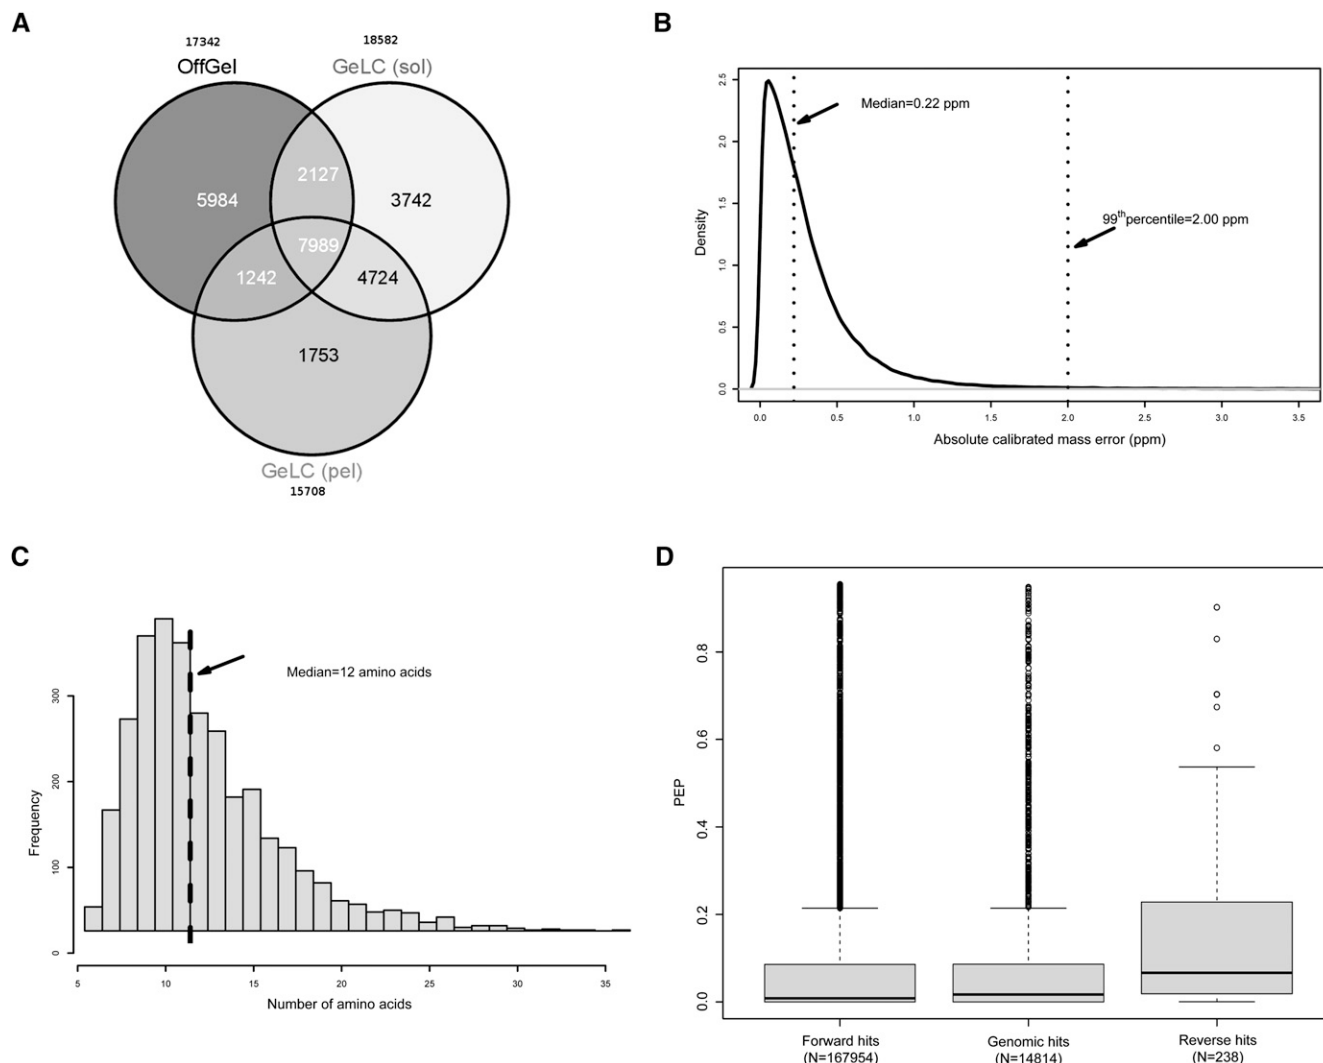 A
17342
18582
OffGel
GeLC (sol)
2127
5984
3742
7989
1242
4724
1753
GeLC (pel)
15708
B
2.5
2.0
1.5
1.0
0.5
0.0
Density
Median=0.22 ppm
99th percentile=2.00 ppm
0.0 0.5 1.0 1.5 2.0 2.5 3.0 3.5
Absolute calibrated mass error (ppm)
C
Median=12 amino acids
300
200
100
0
Frequency
5 10 15 20 25 30 35
Number of amino acids
D
0.8
0.6
0.4
0.2
0.0
PEP
Forward hits Genomic hits Reverse hits
(N=167954) (N=14814) (N=238)